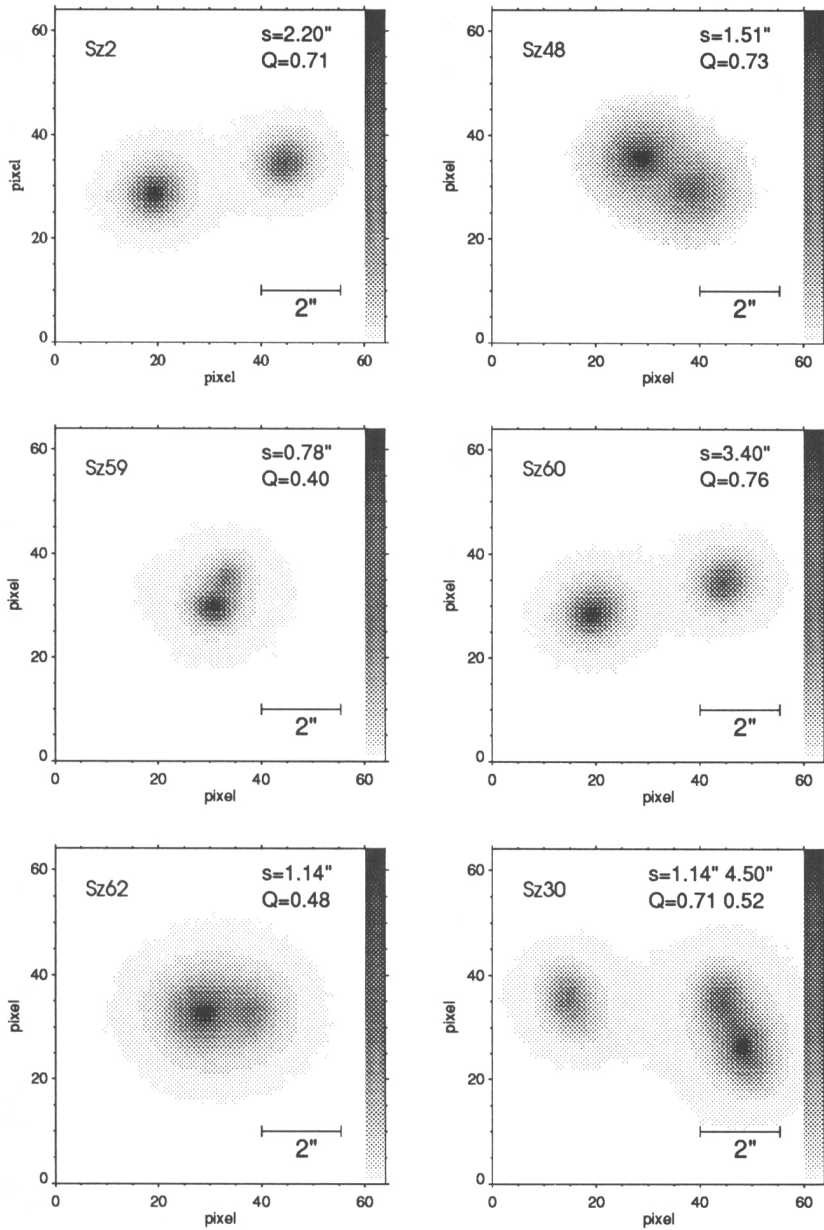 Sz2
s=2.20"
Q=0.71
60
40
20
0
pixel
2"
0 20 40 60
pixel
Sz48
s=1.51"
Q=0.73
60
40
20
0
pixel
2"
0 20 40 60
pixel
Sz59
s=0.78"
Q=0.40
60
40
20
0
pixel
2"
0 20 40 60
pixel
Sz60
s=3.40"
Q=0.76
60
40
20
0
pixel
2"
0 20 40 60
pixel
Sz62
s=1.14"
Q=0.48
60
40
20
0
pixel
2"
0 20 40 60
pixel
Sz30
s=1.14" 4.50"
Q=0.71 0.52
60
40
20
0
pixel
2"
0 20 40 60
pixel